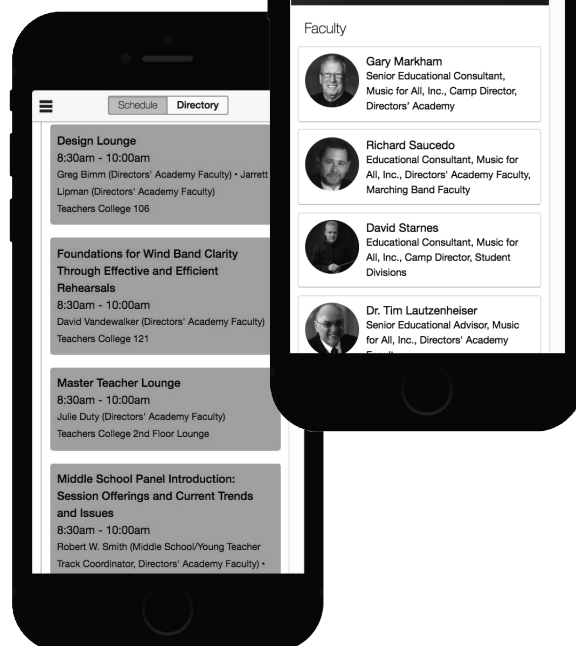 Schedule
Directory
Design Lounge
8:30am - 10:00am
Greg Bimm (Directors' Academy Faculty) • Jarrett
Lipman (Directors' Academy Faculty)
Teachers College 106
Foundations for Wind Band Clarity
Through Effective and Efficient
Rehearsals
8:30am - 10:00am
David Vandewalker (Directors' Academy Faculty)
Teachers College 121
Master Teacher Lounge
Julie Duty (Directors' Academy Faculty)
Teachers College 2nd Floor Lounge
Middle School Panel Introduction:
Session Offerings and Current Trends
and Issues
8:30am - 10:00am
Robert W. Smith (Middle School/Young Teacher
Track Coordinator, Directors' Academy Faculty) •
Faculty
Gary Markham
Senior Educational Consultant,
Music for All, Inc., Camp Director,
Directors' Academy
Richard Saucedo
Educational Consultant, Music for
All, Inc., Directors' Academy Faculty,
Marching Band Faculty
David Starnes
Educational Consultant, Music for
All, Inc., Camp Director, Student
Divisions
Dr. Tim Lautzenheiser
Senior Educational Advisor, Music
for All, Inc., Directors' Academy